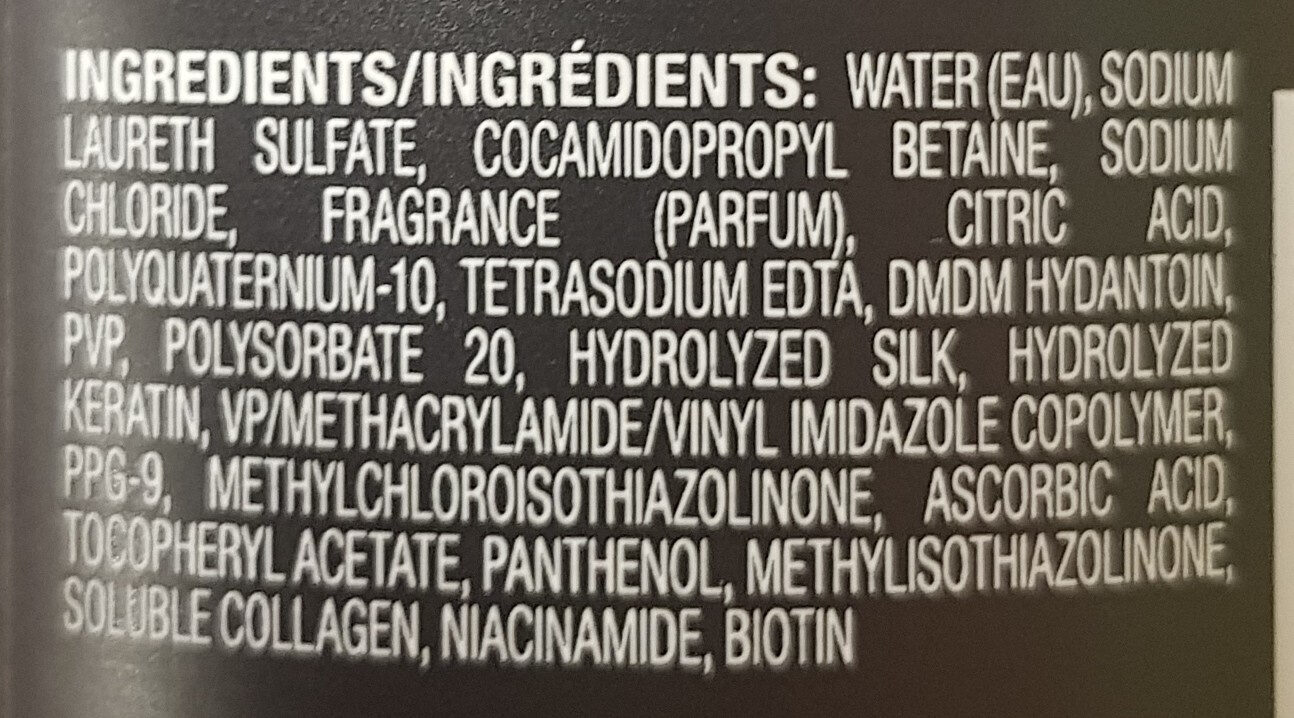 INGREDIENTS/INGRÉDIENTS: WATER (EAU), SODIUM
LAURETH SULFATE, COCAMIDOPROPYL BETAINE, SODIUM
CHLORIDE, FRAGRANCE (PARFUM), CITRIC ACID,
POLYQUATERNIUM-10, TETRASODIUM EDTA, DMDM HYDANTOIN,
PVP, POLYSORBATE 20, HYDROLYZED SILK, HYDROLYZED
KERATIN, VP/METHACRYLAMIDE/VINYL IMIDAZOLE COPOLYMER,
PPG-9, METHYLCHLOROISOTHIAZOLINONE, ASCORBIC ACID,
TOCOPHERYL ACETATE, PANTHENOL, METHYLISOTHIAZOLINONE,
SOLUBLE COLLAGEN, NIACINAMIDE, BIOTIN